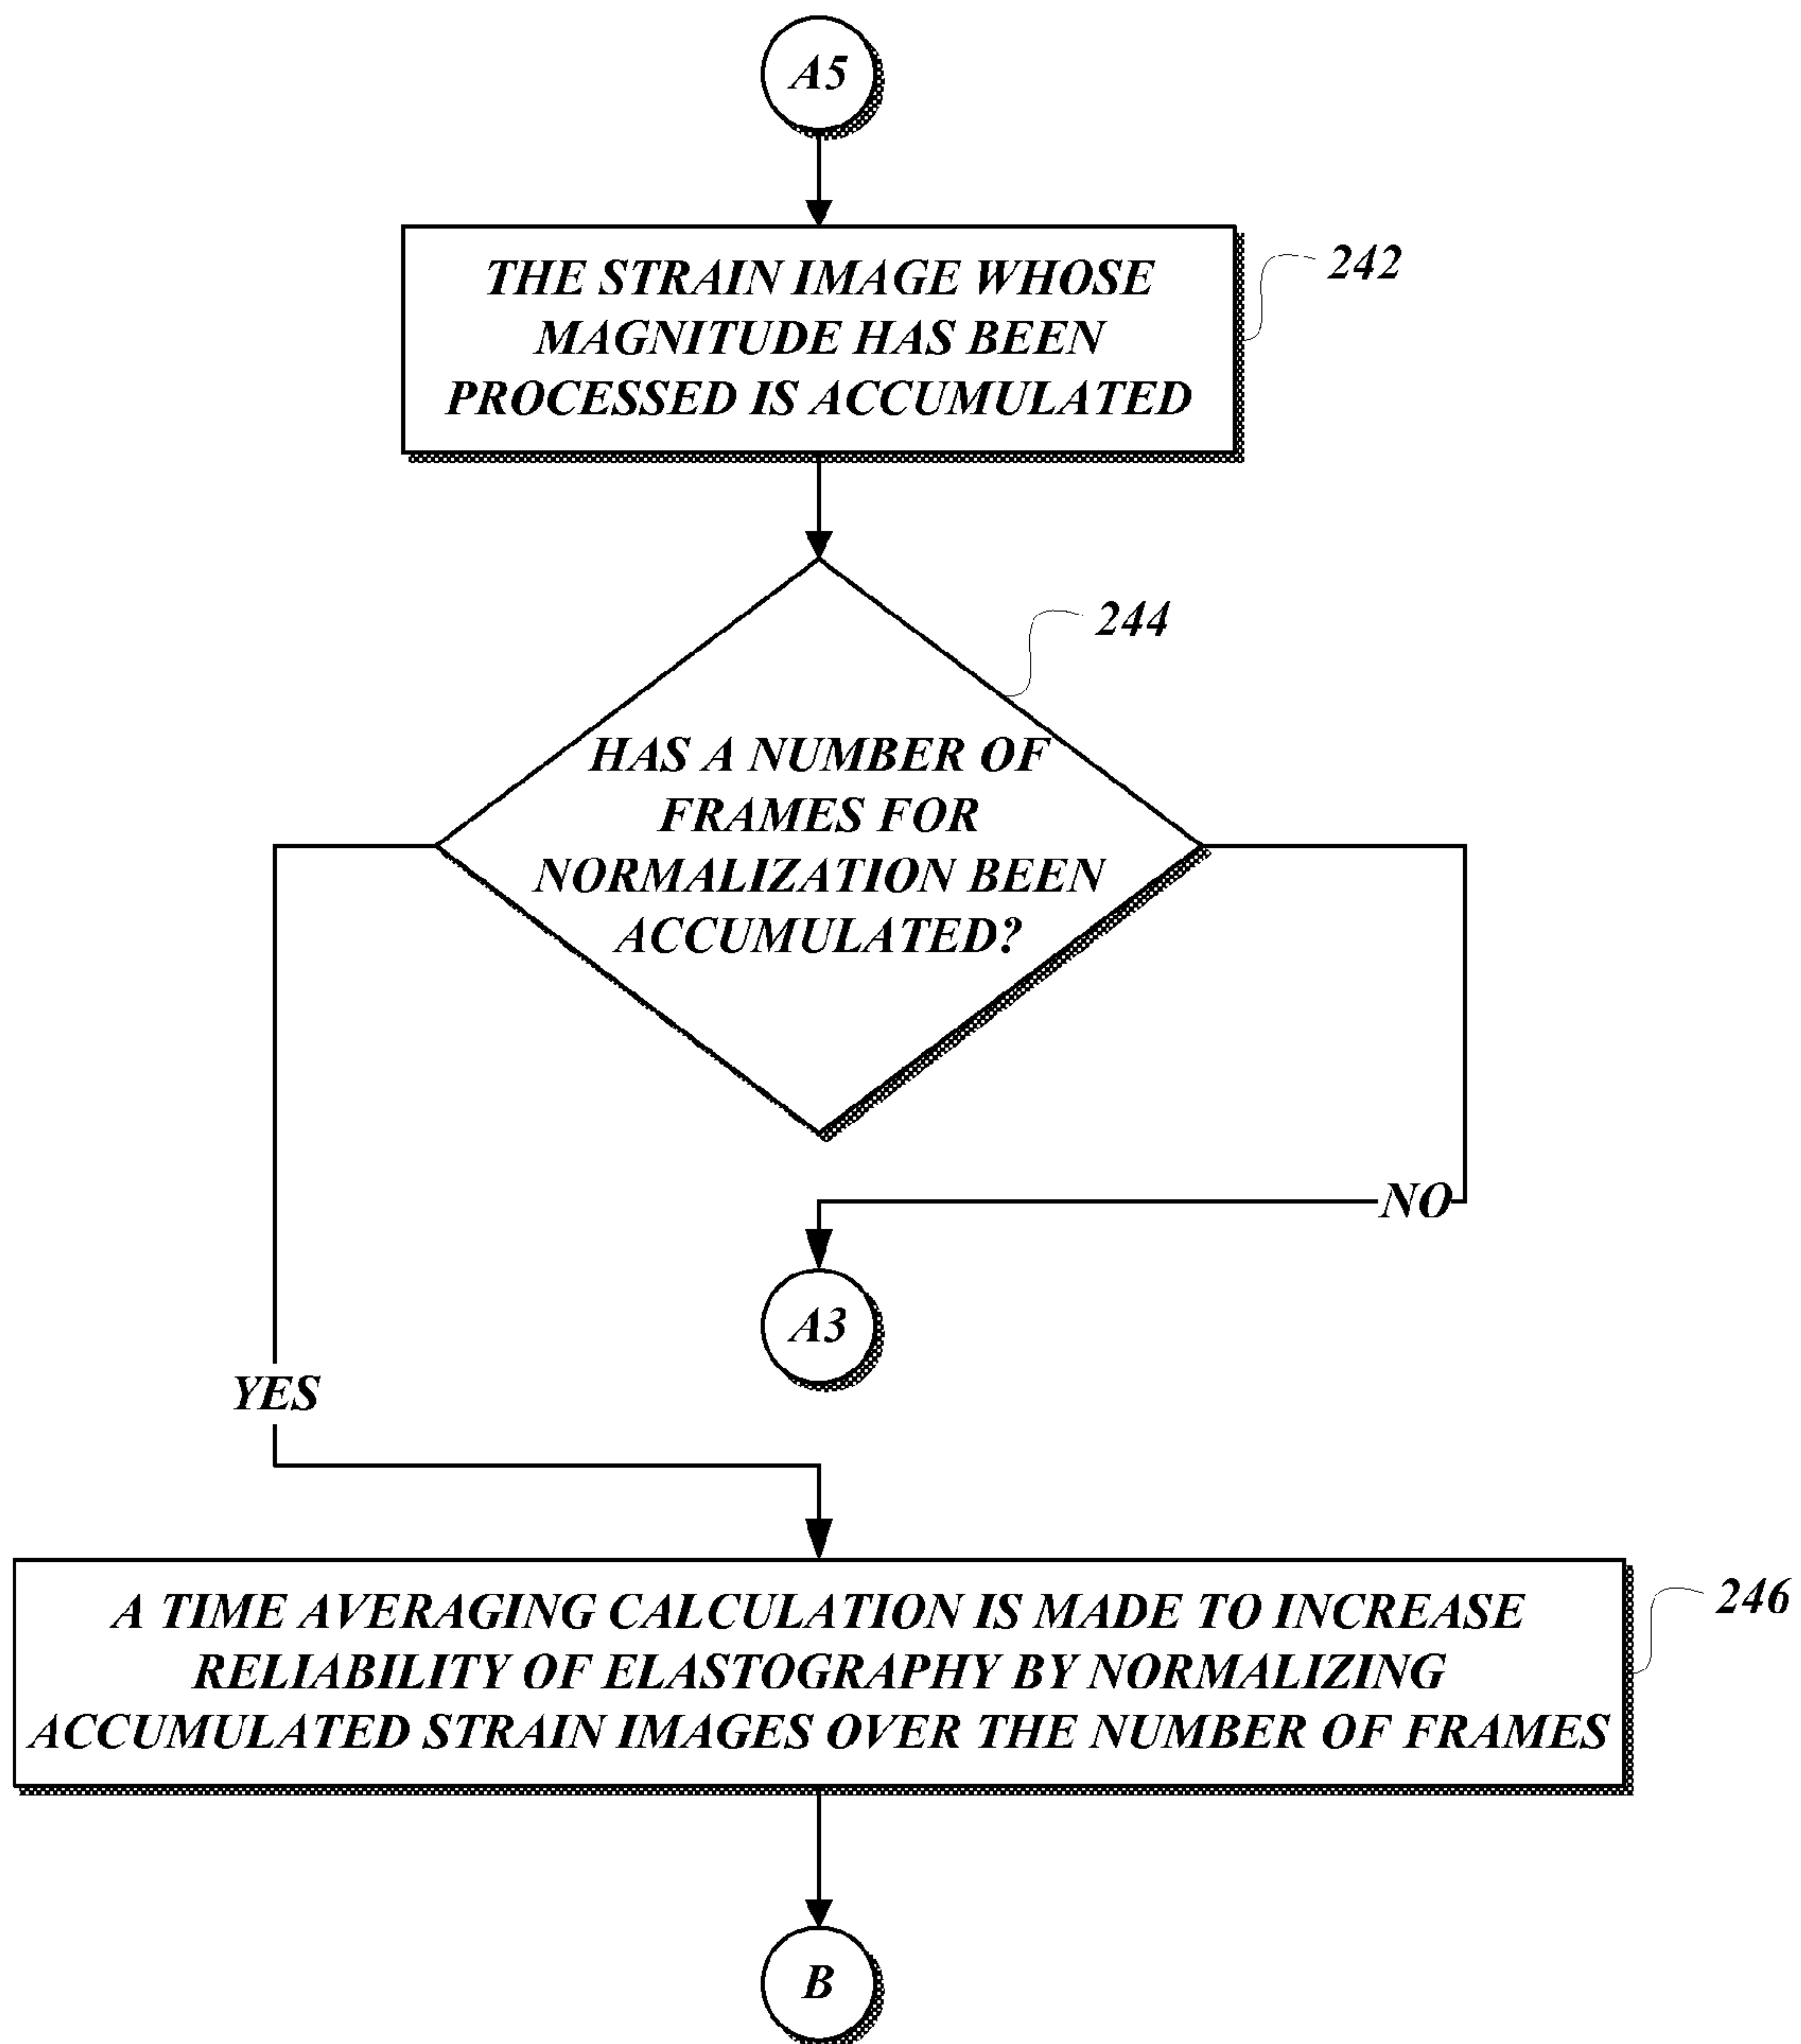 A5
THE STRAIN IMAGE WHOSE
MAGNITUDE HAS BEEN
PROCESSED IS ACCUMULATED
242
244
HAS A NUMBER OF
FRAMES FOR
NORMALIZATION BEEN
ACCUMULATED?
NO
A3
YES
A TIME AVERAGING CALCULATION IS MADE TO INCREASE
RELIABILITY OF ELASTOGRAPHY BY NORMALIZING
ACCUMULATED STRAIN IMAGES OVER THE NUMBER OF FRAMES
246
B